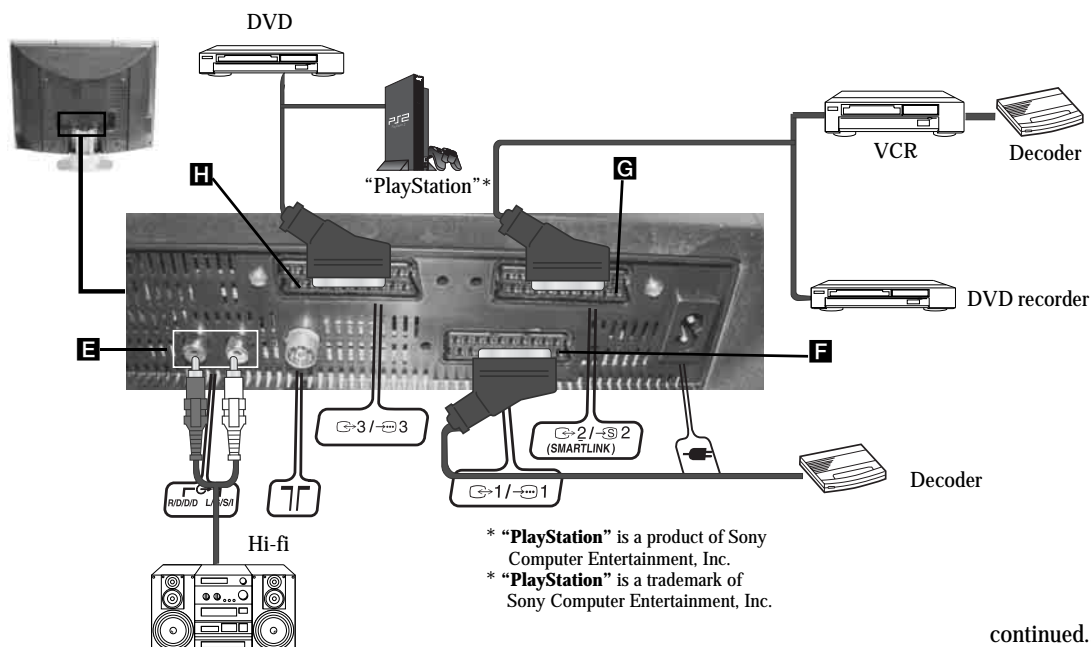 DVD
PS2
"PlayStation"*
VCR
Decoder
H
G
DVD recorder
E
F
3/ 3
2/ S 2
(SMARTLINK)
1/ 1
Decoder
R/D/D/D L/G/S/I
Hi-fi
* "PlayStation" is a product of Sony
Computer Entertainment, Inc.
* "PlayStation" is a trademark of
Sony Computer Entertainment, Inc.
continued.